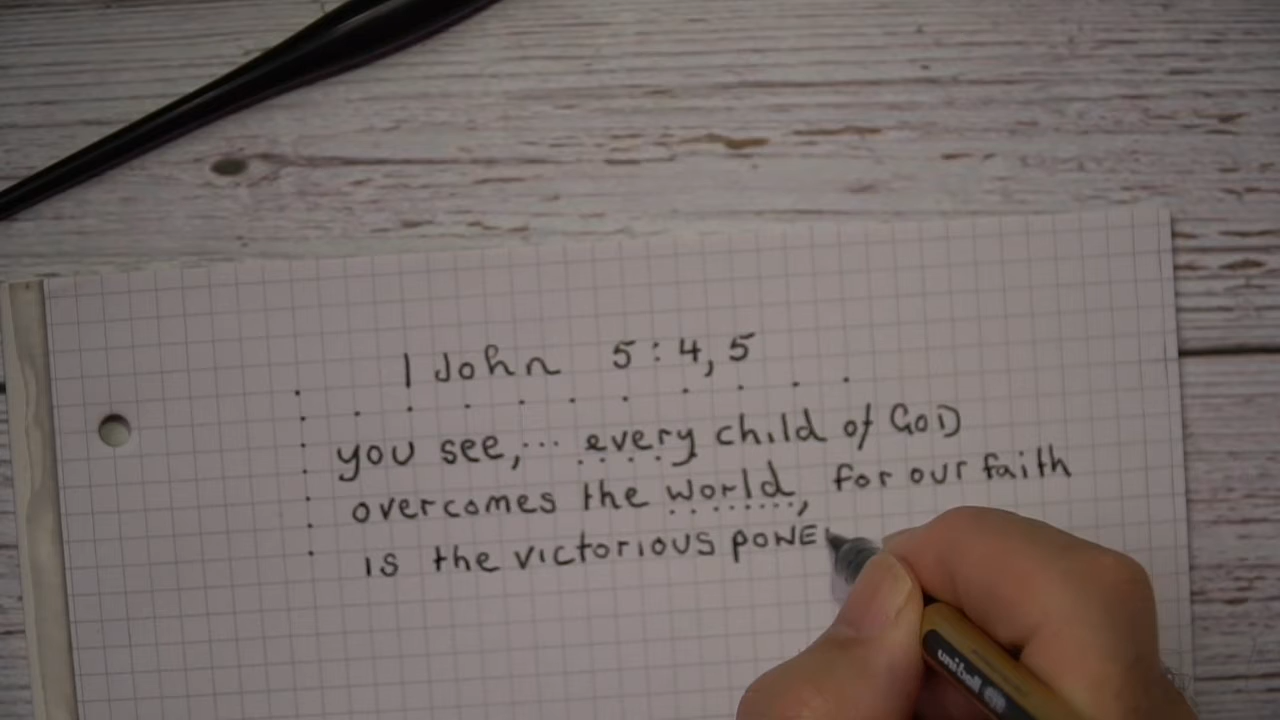 1 John 5:4,5
you see,... every child of GOD
overcomes the world, for our faith
is the victorious powe
uniball